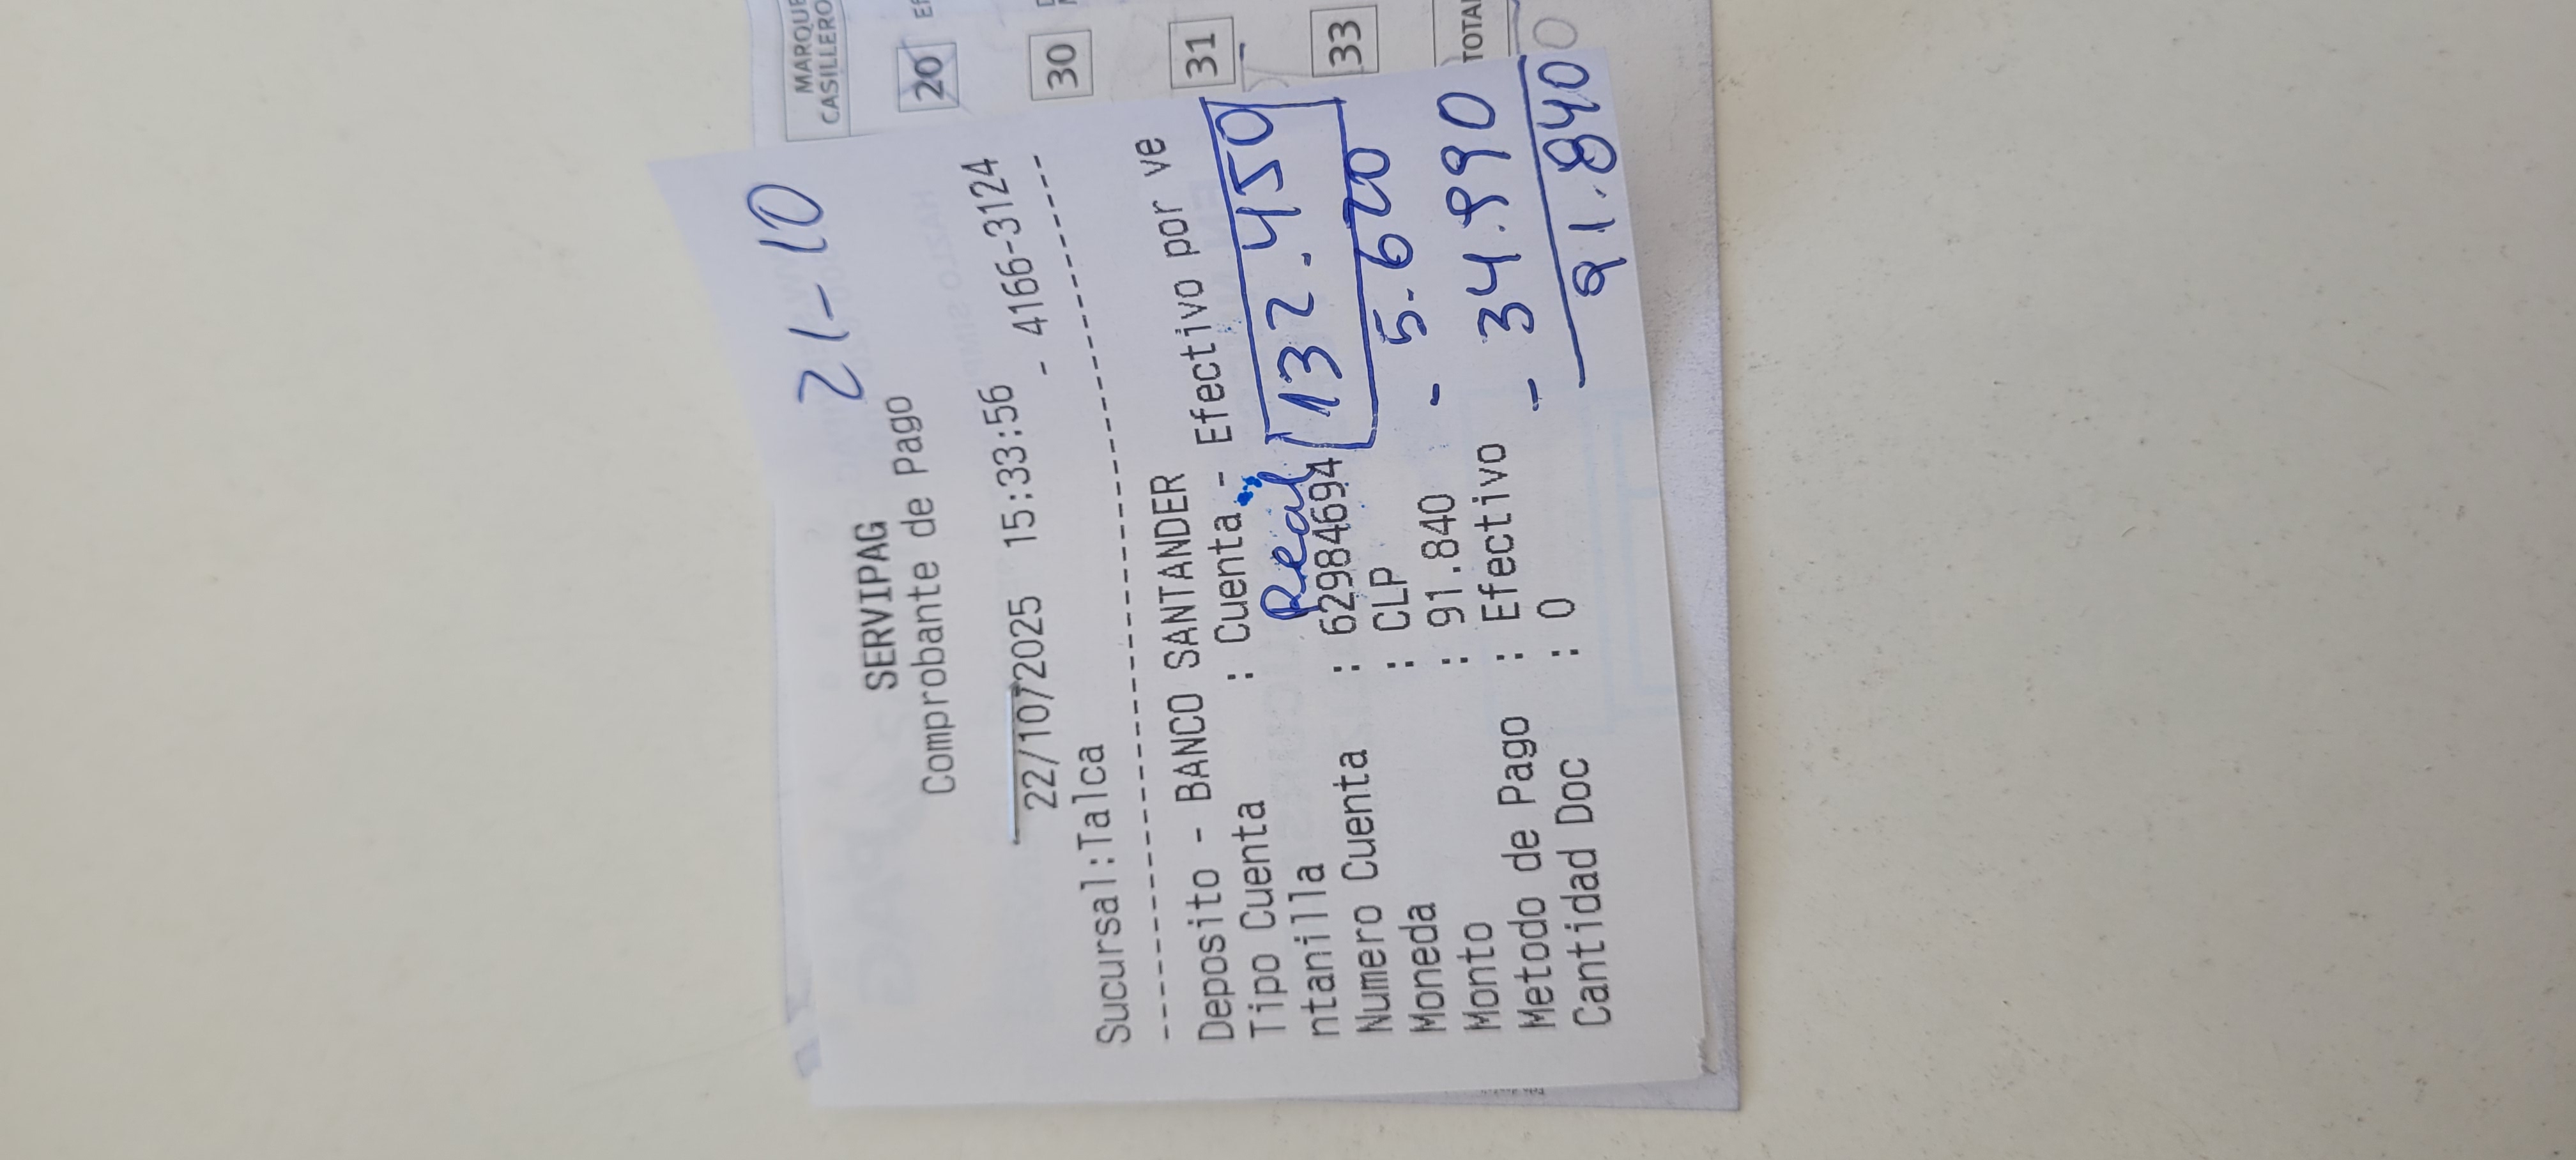 MARQUE
CASILLERO
20 EF
30
31
33
TOTAL
21-10
SERVIPAG
Comprobante de Pago
22/10/2025 15:33:56
- 4166-3124
Sucursal:Talca
--------------------------------
Deposito - BANCO SANTANDER
Tipo Cuenta : Cuenta - Efectivo por ve
ntanilla
Real 132.450
Numero Cuenta : 62984694
Moneda : CLP
- 5.620
Monto : 91.840
- 34.990
Metodo de Pago : Efectivo
Cantidad Doc : 0
91.840